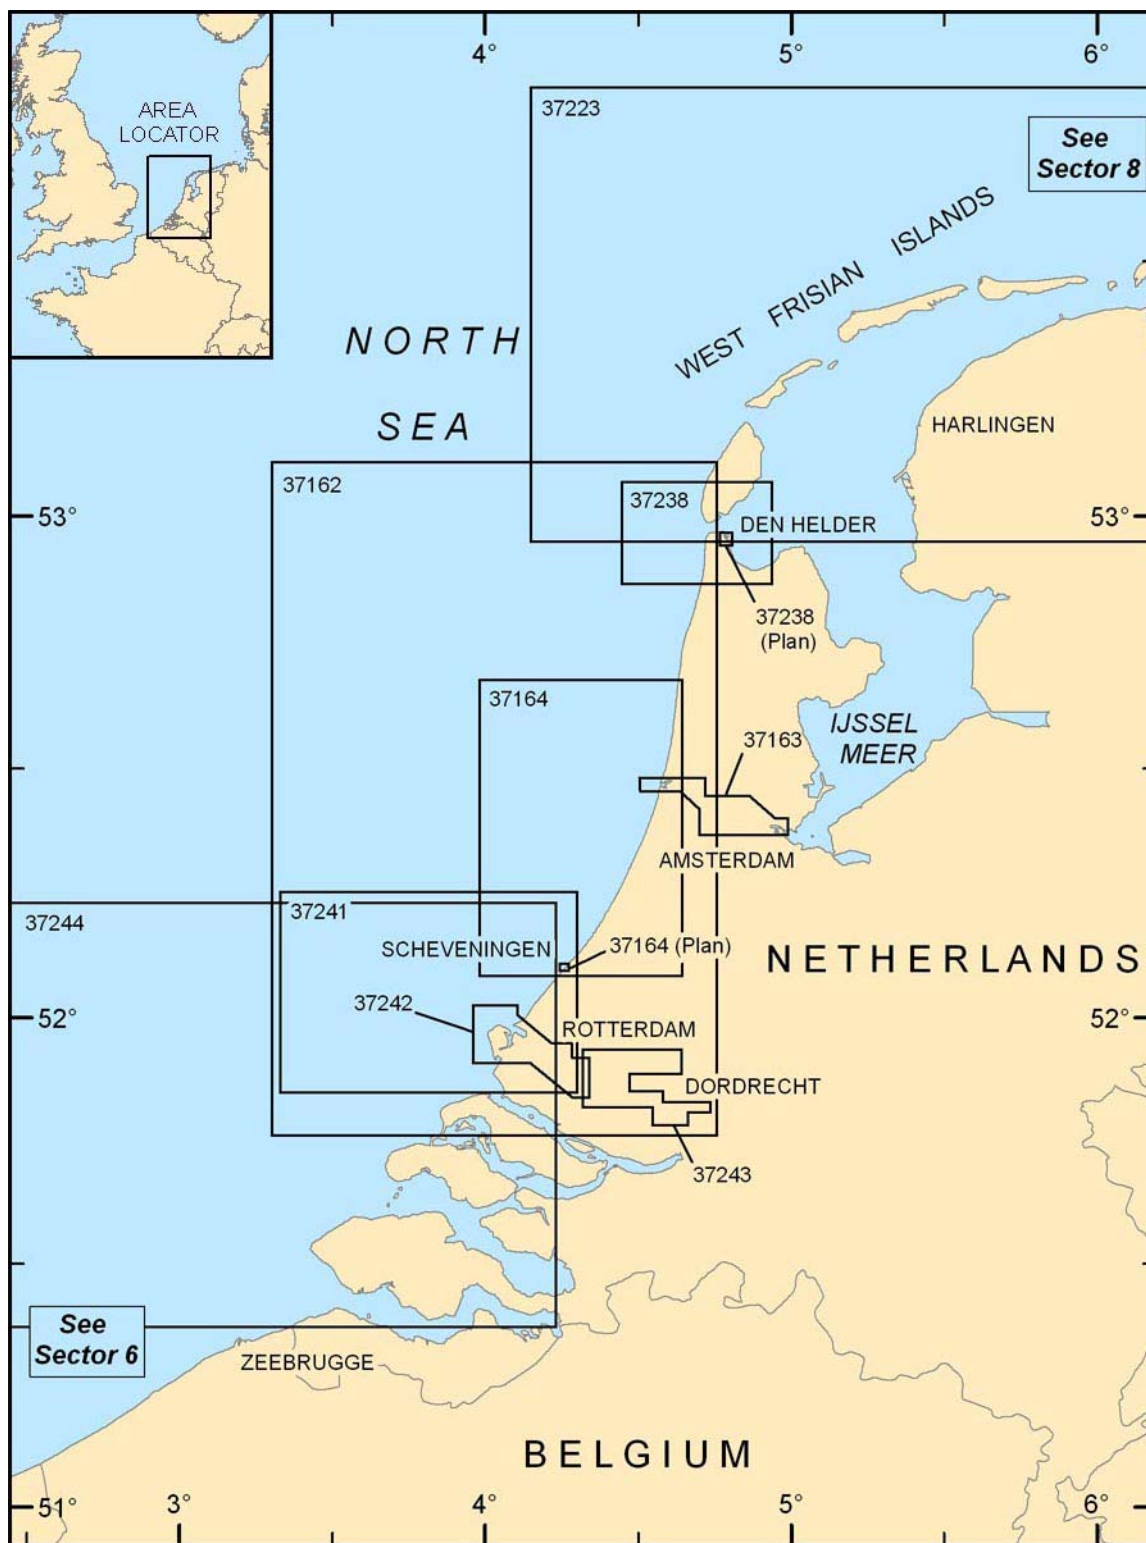 4°
5°
6°
AREA
LOCATOR
37223
See
Sector 8
WEST FRISIAN ISLANDS
NORTH
SEA
HARLINGEN
37162
37238
53°
DEN HELDER
53°
37238
(Plan)
37164
IJSSEL
MEER
37163
AMSTERDAM
37244
37241
SCHEVENINGEN
37164 (Plan)
NETHERLANDS
37242
52°
ROTTERDAM
52°
DORDRECHT
37243
See
Sector 6
ZEEBRUGGE
BELGIUM
51°
3°
4°
5°
6°